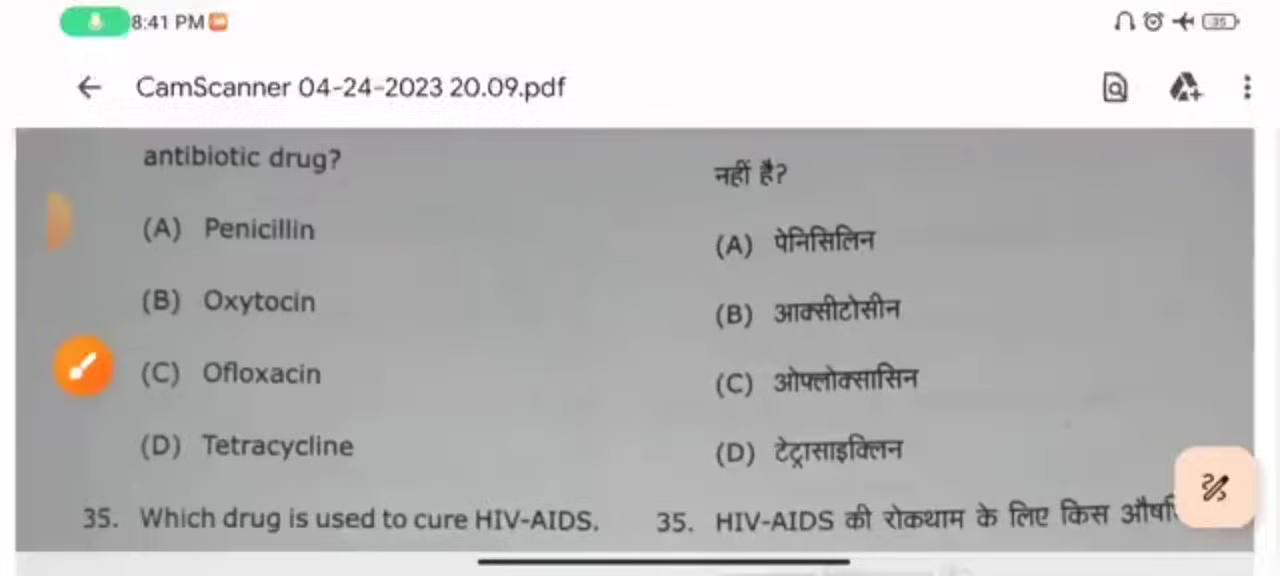 8:41 PM
35
CamScanner 04-24-2023 20.09.pdf
antibiotic drug?
(A) Penicillin
(B) Oxytocin
(C) Ofloxacin
(D) Tetracycline
35. Which drug is used to cure HIV-AIDS.
नहीं है?
(A) पेनिसिलिन
(B) आक्सीटोसीन
(C) ओफ्लोक्सासिन
(D) टेट्रासाइक्लिन
35. HIV-AIDS की रोकथाम के लिए किस